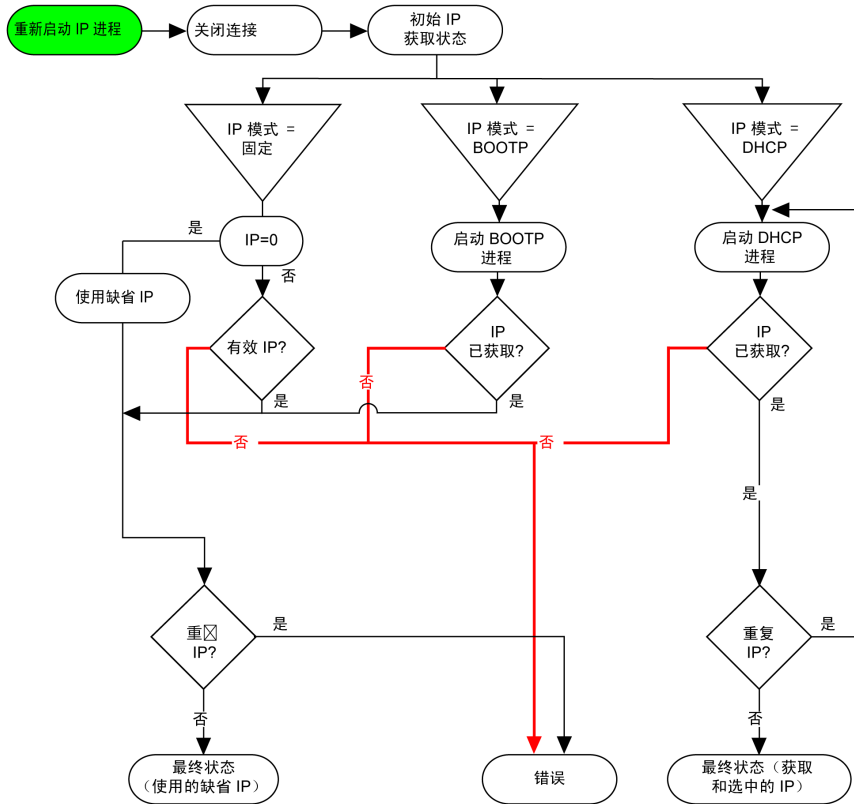 重新启动 IP 进程
关闭连接
初始 IP
获取状态
IP 模式 =
固定
IP 模式 =
BOOTP
IP 模式 =
DHCP
是
IP=0
启动 BOOTP
进程
启动 DHCP
进程
否
使用缺省 IP
有效 IP?
IP
已获取?
IP
已获取?
否
是
是
是
否
否
否
是
重
IP?
是
重复
IP?
是
否
否
最终状态
（使用的缺省 IP）
错误
最终状态（获取
和选中的 IP）